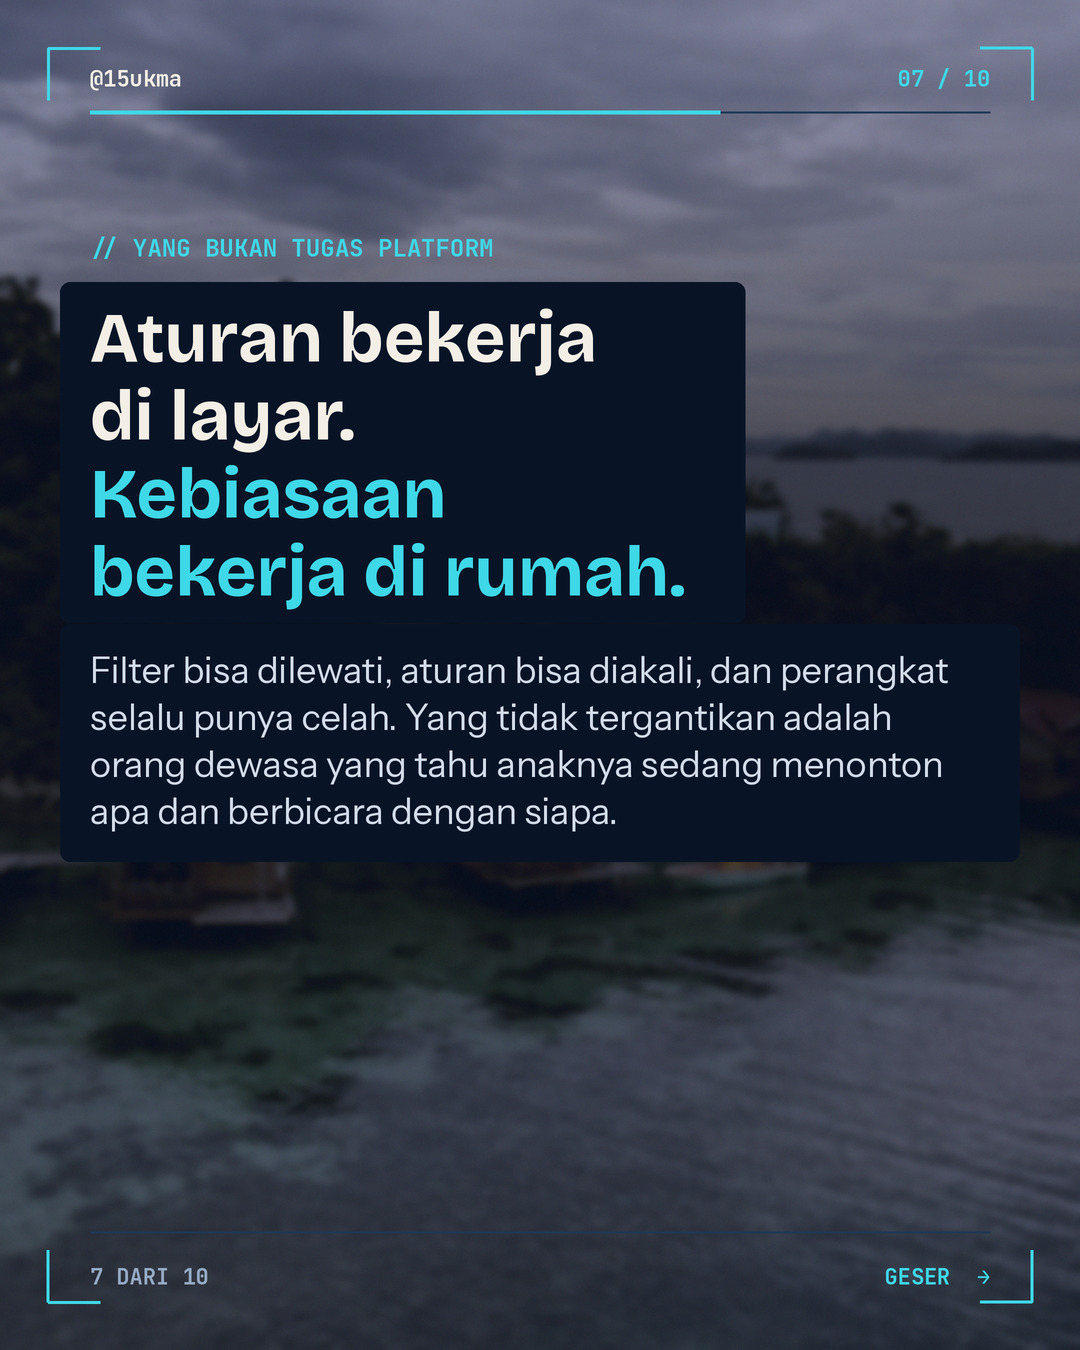 @15ukma
07 / 10
// YANG BUKAN TUGAS PLATFORM
Aturan bekerja
di layar.
Kebiasaan
bekerja di rumah.
Filter bisa dilewati, aturan bisa diakali, dan perangkat
selalu punya celah. Yang tidak tergantikan adalah
orang dewasa yang tahu anaknya sedang menonton
apa dan berbicara dengan siapa.
7 DARI 10
GESER →